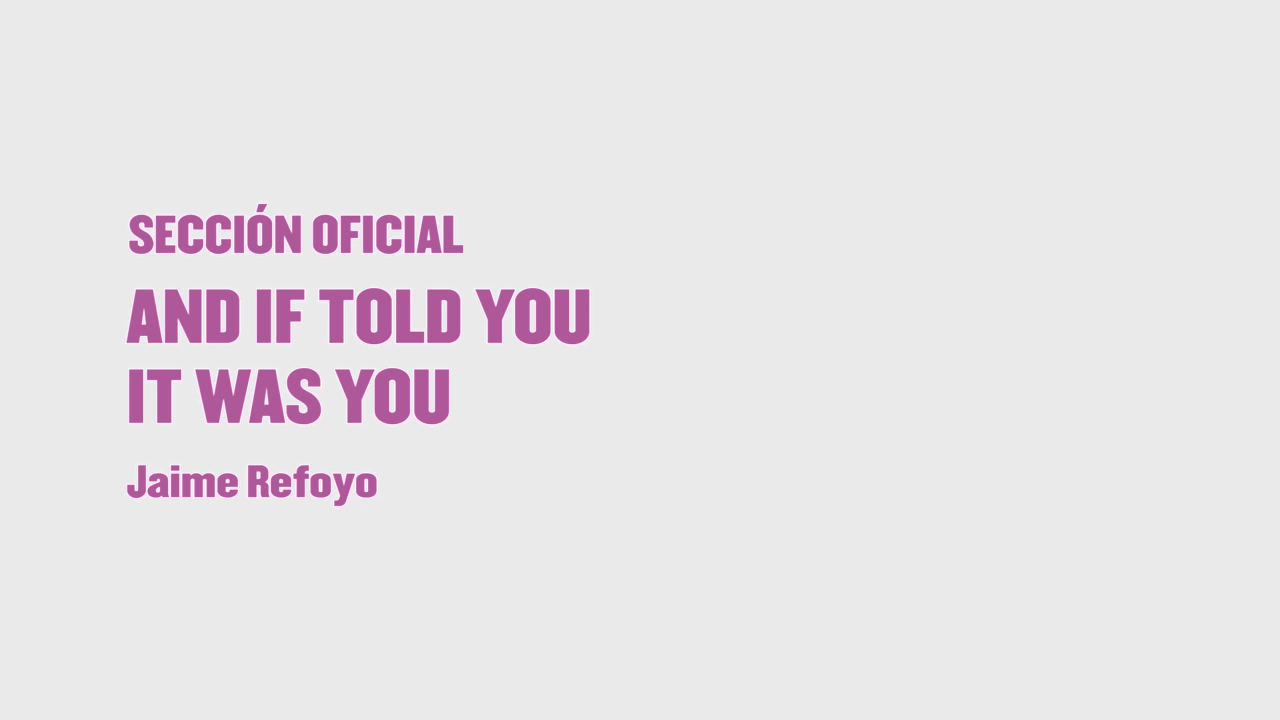 SECCIÓN OFICIAL
AND IF TOLD YOU
IT WAS YOU
Jaime Refoyo